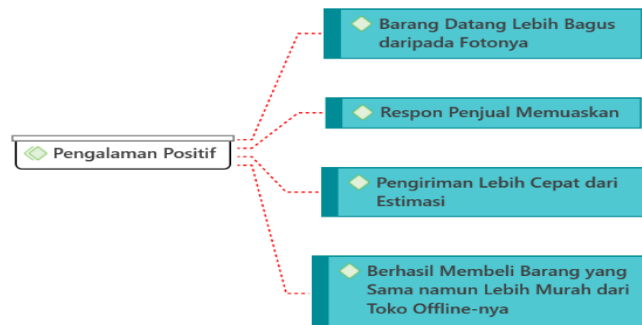 Pengalaman Positif
Barang Datang Lebih Bagus
daripada Fotonya
Respon Penjual Memuaskan
Pengiriman Lebih Cepat dari
Estimasi
Berhasil Membeli Barang yang
Sama namun Lebih Murah dari
Toko Offline-nya